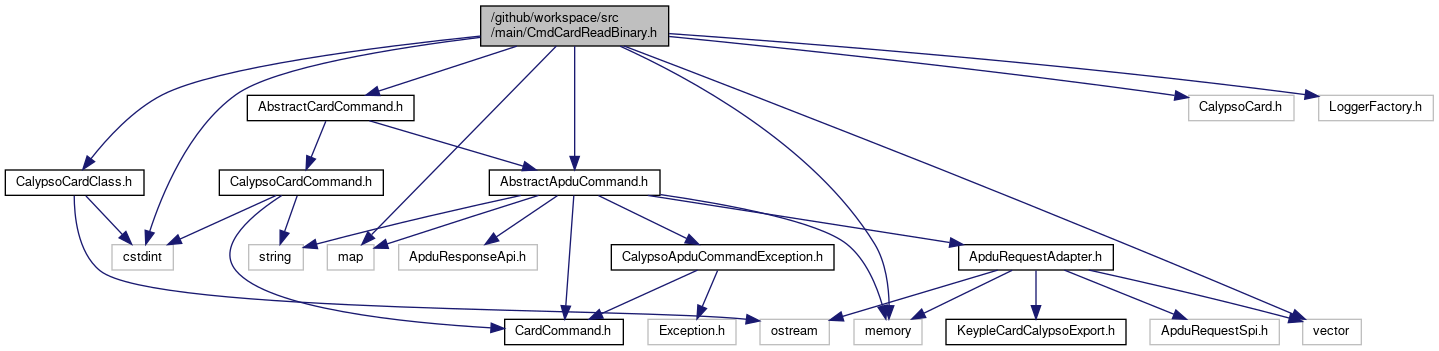 /github/workspace/src
/main/CmdCardReadBinary.h
AbstractCardCommand.h
CalypsoCard.h
LoggerFactory.h
CalypsoCardClass.h
CalypsoCardCommand.h
AbstractApduCommand.h
cstdint
string
map
ApduResponseApi.h
CalypsoApduCommandException.h
ApduRequestAdapter.h
CardCommand.h
Exception.h
ostream
memory
KeypleCardCalypsoExport.h
ApduRequestSpi.h
vector